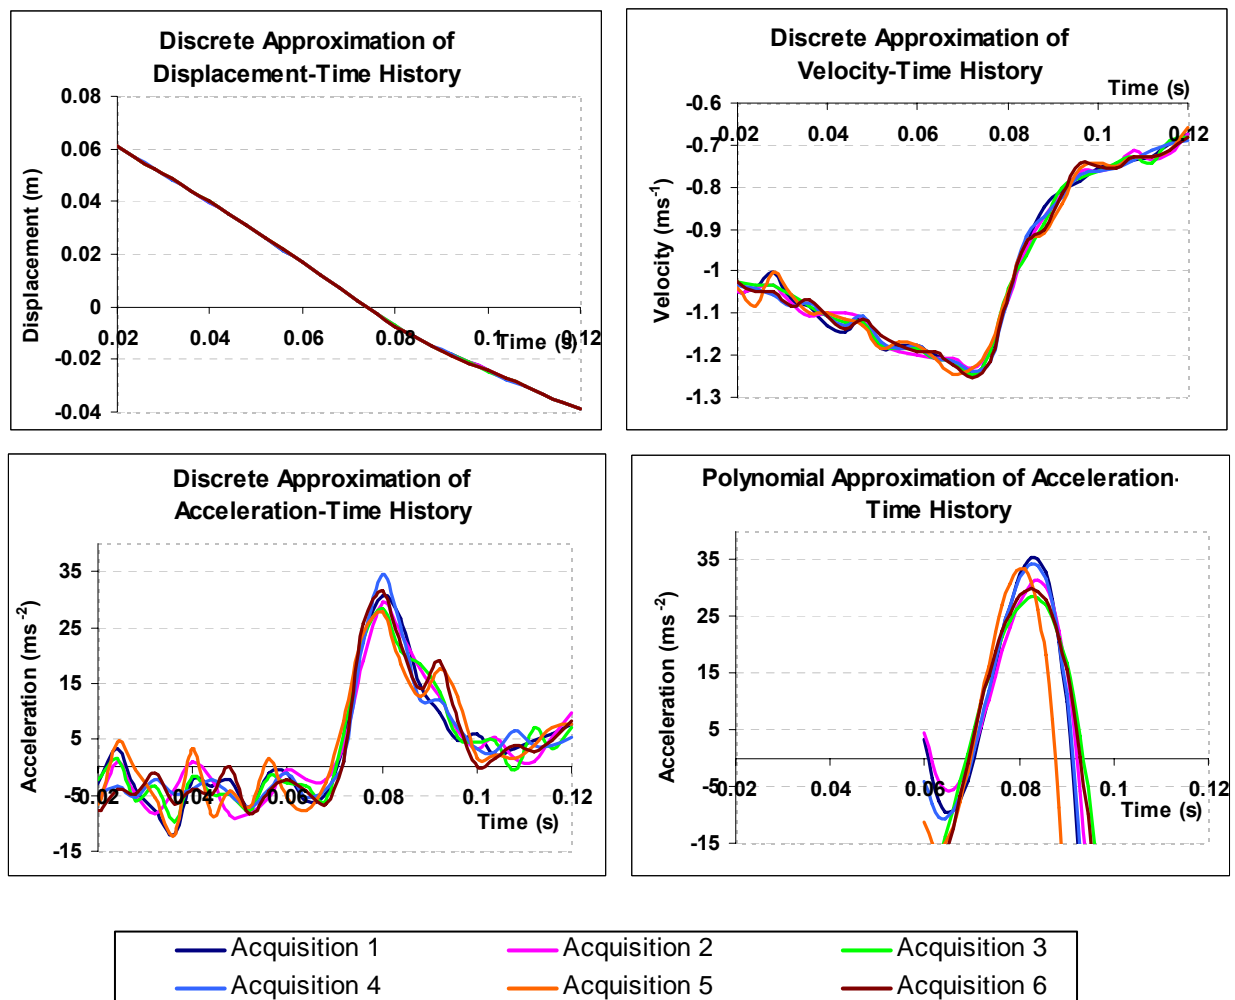 Discrete Approximation of
Displacement-Time History
0.08
0.06
0.04
0.02
0
-0.02
-0.04
0.02 0.04 0.06 0.08 0.1 0.12
Time (s)
Displacement (m)
Discrete Approximation of
Velocity-Time History
Time (s)
-0.6
-0.7
-0.8
-0.9
-1
-1.1
-1.2
-1.3
0.02 0.04 0.06 0.08 0.1 0.12
Velocity (ms-1)
Discrete Approximation of
Acceleration-Time History
35
25
15
5
-5
-15
0.02 0.04 0.06 0.08 0.1 0.12
Time (s)
Acceleration (ms-2)
Polynomial Approximation of Acceleration-
Time History
35
25
15
5
-5
-15
0.02 0.04 0.06 0.08 0.1 0.12
Time (s)
Acceleration (ms-2)
Acquisition 1 Acquisition 2 Acquisition 3
Acquisition 4 Acquisition 5 Acquisition 6